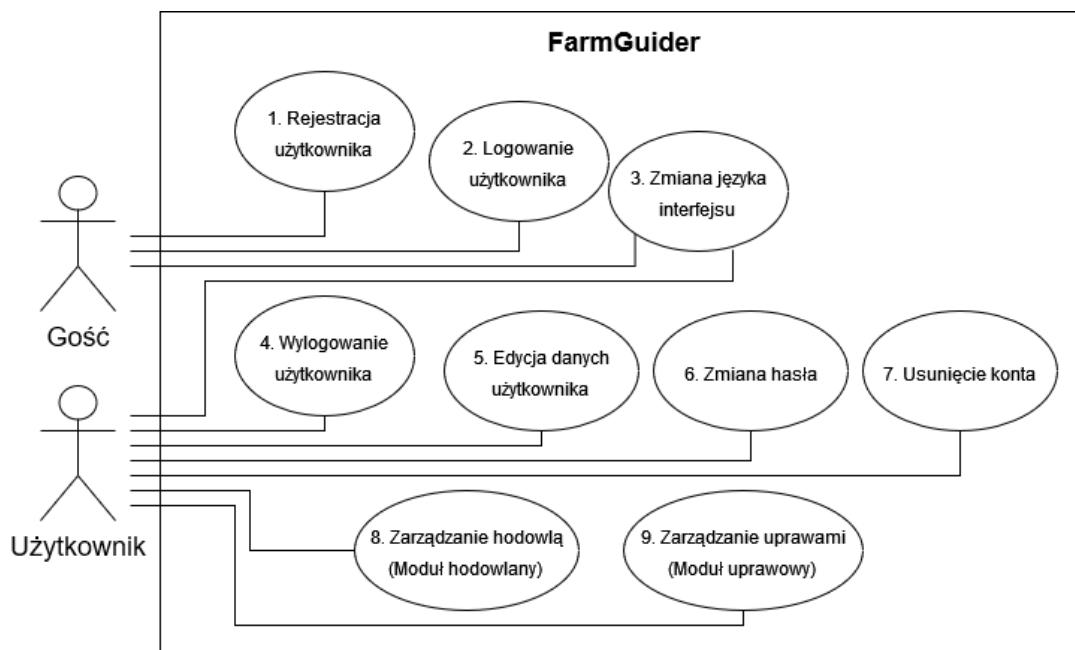 FarmGuider
1. Rejestracja
użytkownika
2. Logowanie
użytkownika
3. Zmiana języka
interfejsu
Gość
4. Wylogowanie
użytkownika
5. Edycja danych
użytkownika
6. Zmiana hasła
7. Usunięcie konta
Użytkownik
8. Zarządzanie hodowlą
(Moduł hodowlany)
9. Zarządzanie uprawami
(Moduł uprawowy)